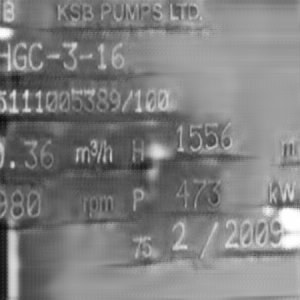 B KSB PUMPS LTD.
HGC-3-16
5111005389/100
0.36 m³/h H 1556 m
980 rpm P 473 kW
75 2/2009